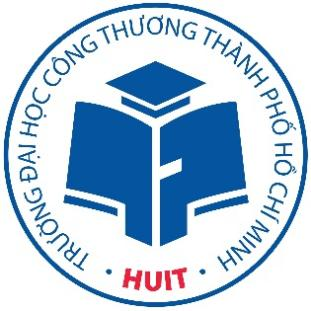 TRƯỜNG ĐẠI HỌC CÔNG THƯƠNG THÀNH PHỐ HỒ CHÍ MINH
HUIT